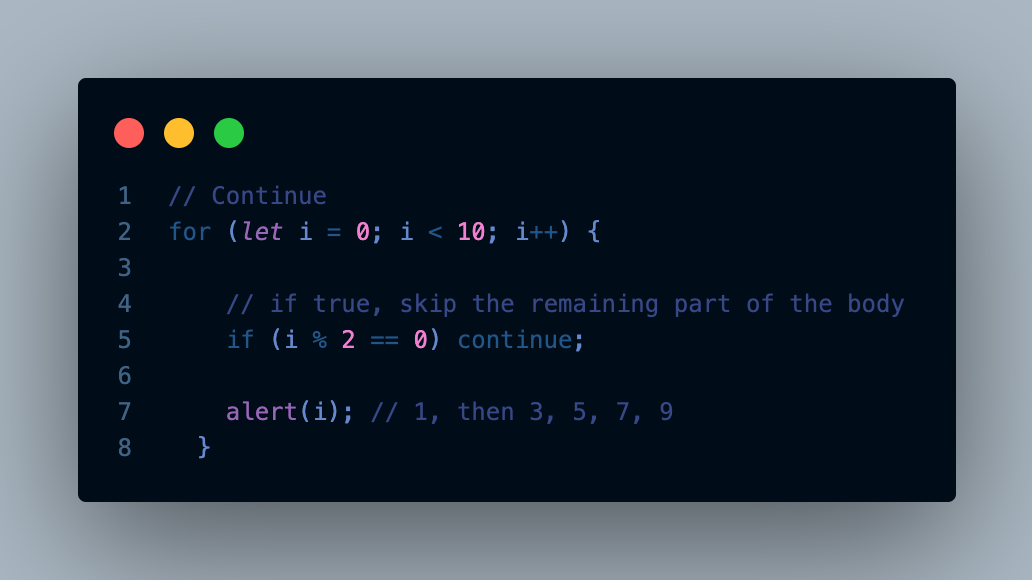 1 // Continue
2 for (let i = 0; i < 10; i++) {
3
4     // if true, skip the remaining part of the body
5     if (i % 2 == 0) continue;
6
7     alert(i); // 1, then 3, 5, 7, 9
8   }